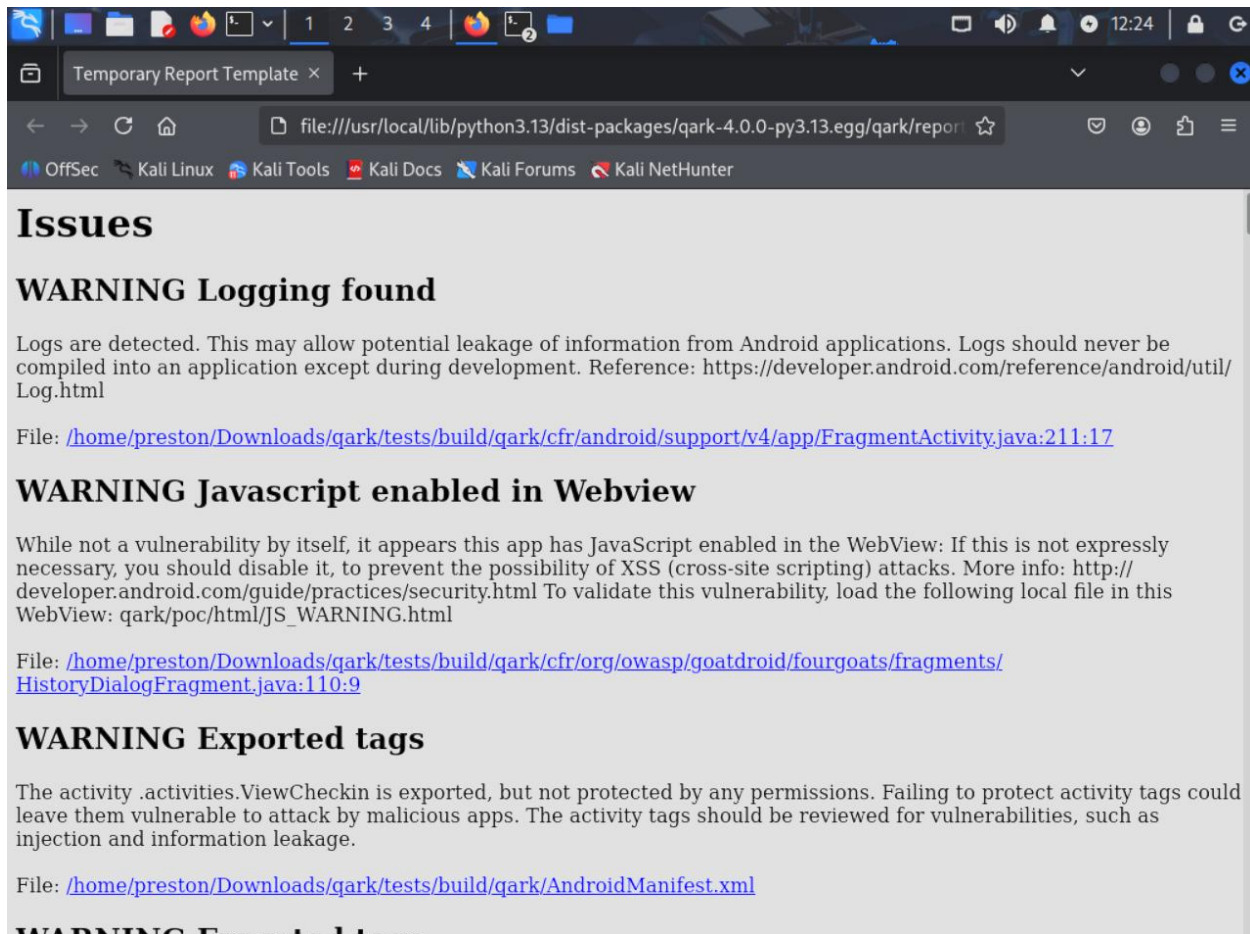 1 2 3 4 2 12:24
Temporary Report Template × +
file:///usr/local/lib/python3.13/dist-packages/qark-4.0.0-py3.13.egg/qark/report
OffSec Kali Linux Kali Tools Kali Docs Kali Forums Kali NetHunter
Issues
WARNING Logging found
Logs are detected. This may allow potential leakage of information from Android applications. Logs should never be
compiled into an application except during development. Reference: https://developer.android.com/reference/android/util/
Log.html
File: /home/preston/Downloads/qark/tests/build/qark/cfr/android/support/v4/app/FragmentActivity.java:211:17
WARNING Javascript enabled in Webview
While not a vulnerability by itself, it appears this app has JavaScript enabled in the WebView: If this is not expressly
necessary, you should disable it, to prevent the possibility of XSS (cross-site scripting) attacks. More info: http://
developer.android.com/guide/practices/security.html To validate this vulnerability, load the following local file in this
WebView: qark/poc/html/JS_WARNING.html
File: /home/preston/Downloads/qark/tests/build/qark/cfr/org/owasp/goatdroid/fourgoats/fragments/
HistoryDialogFragment.java:110:9
WARNING Exported tags
The activity .activities.ViewCheckin is exported, but not protected by any permissions. Failing to protect activity tags could
leave them vulnerable to attack by malicious apps. The activity tags should be reviewed for vulnerabilities, such as
injection and information leakage.
File: /home/preston/Downloads/qark/tests/build/qark/AndroidManifest.xml
WARNING Exported tags